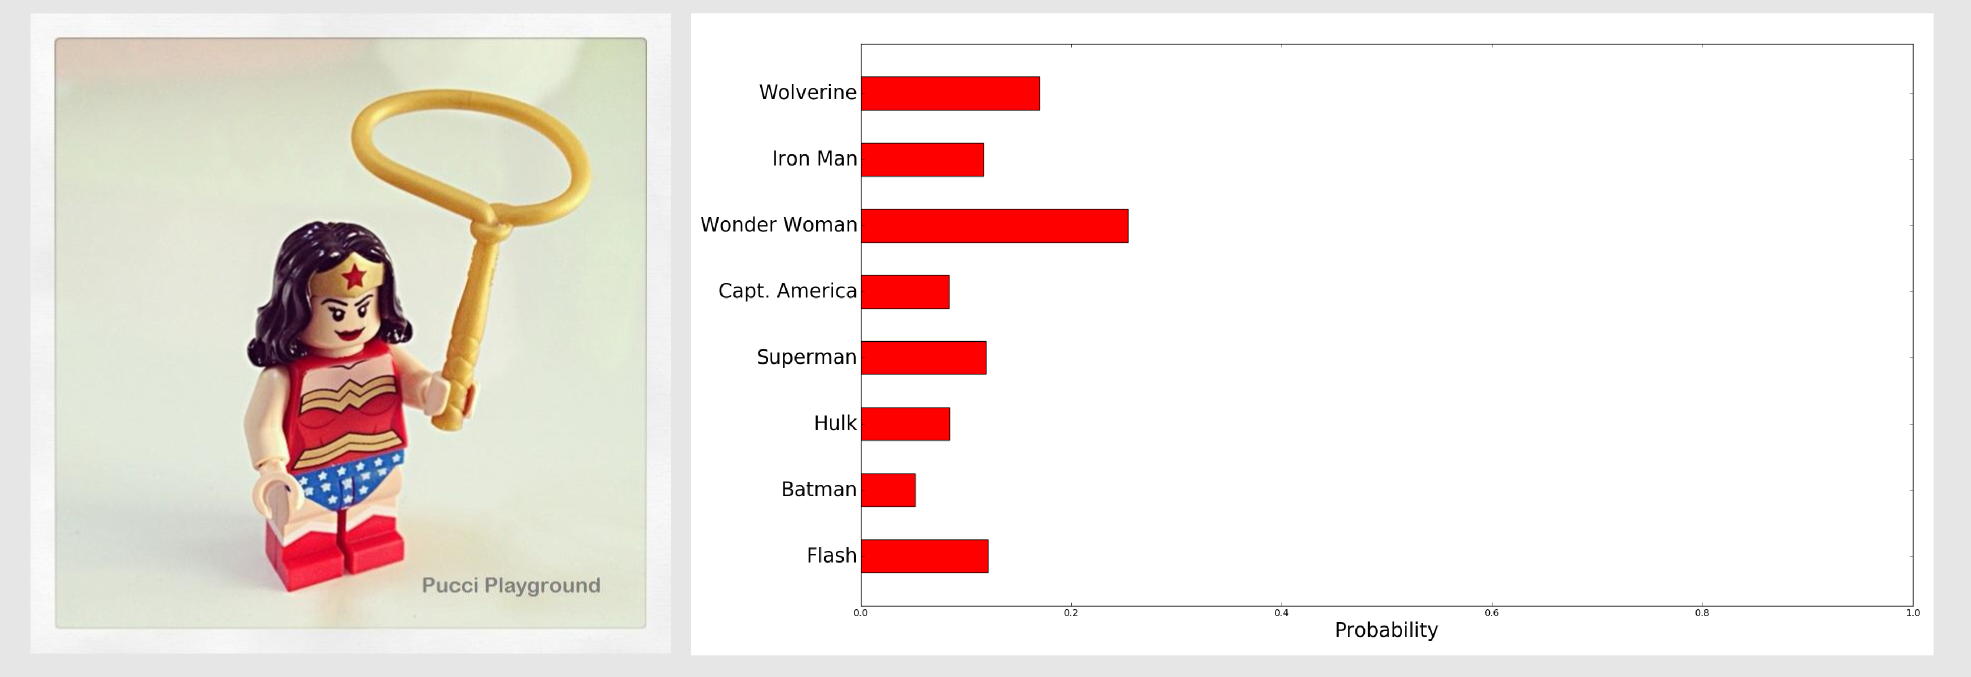 Pucci Playground
Wolverine
Iron Man
Wonder Woman
Capt. America
Superman
Hulk
Batman
Flash
0.0 0.2 0.4 0.6 0.8 1.0
Probability